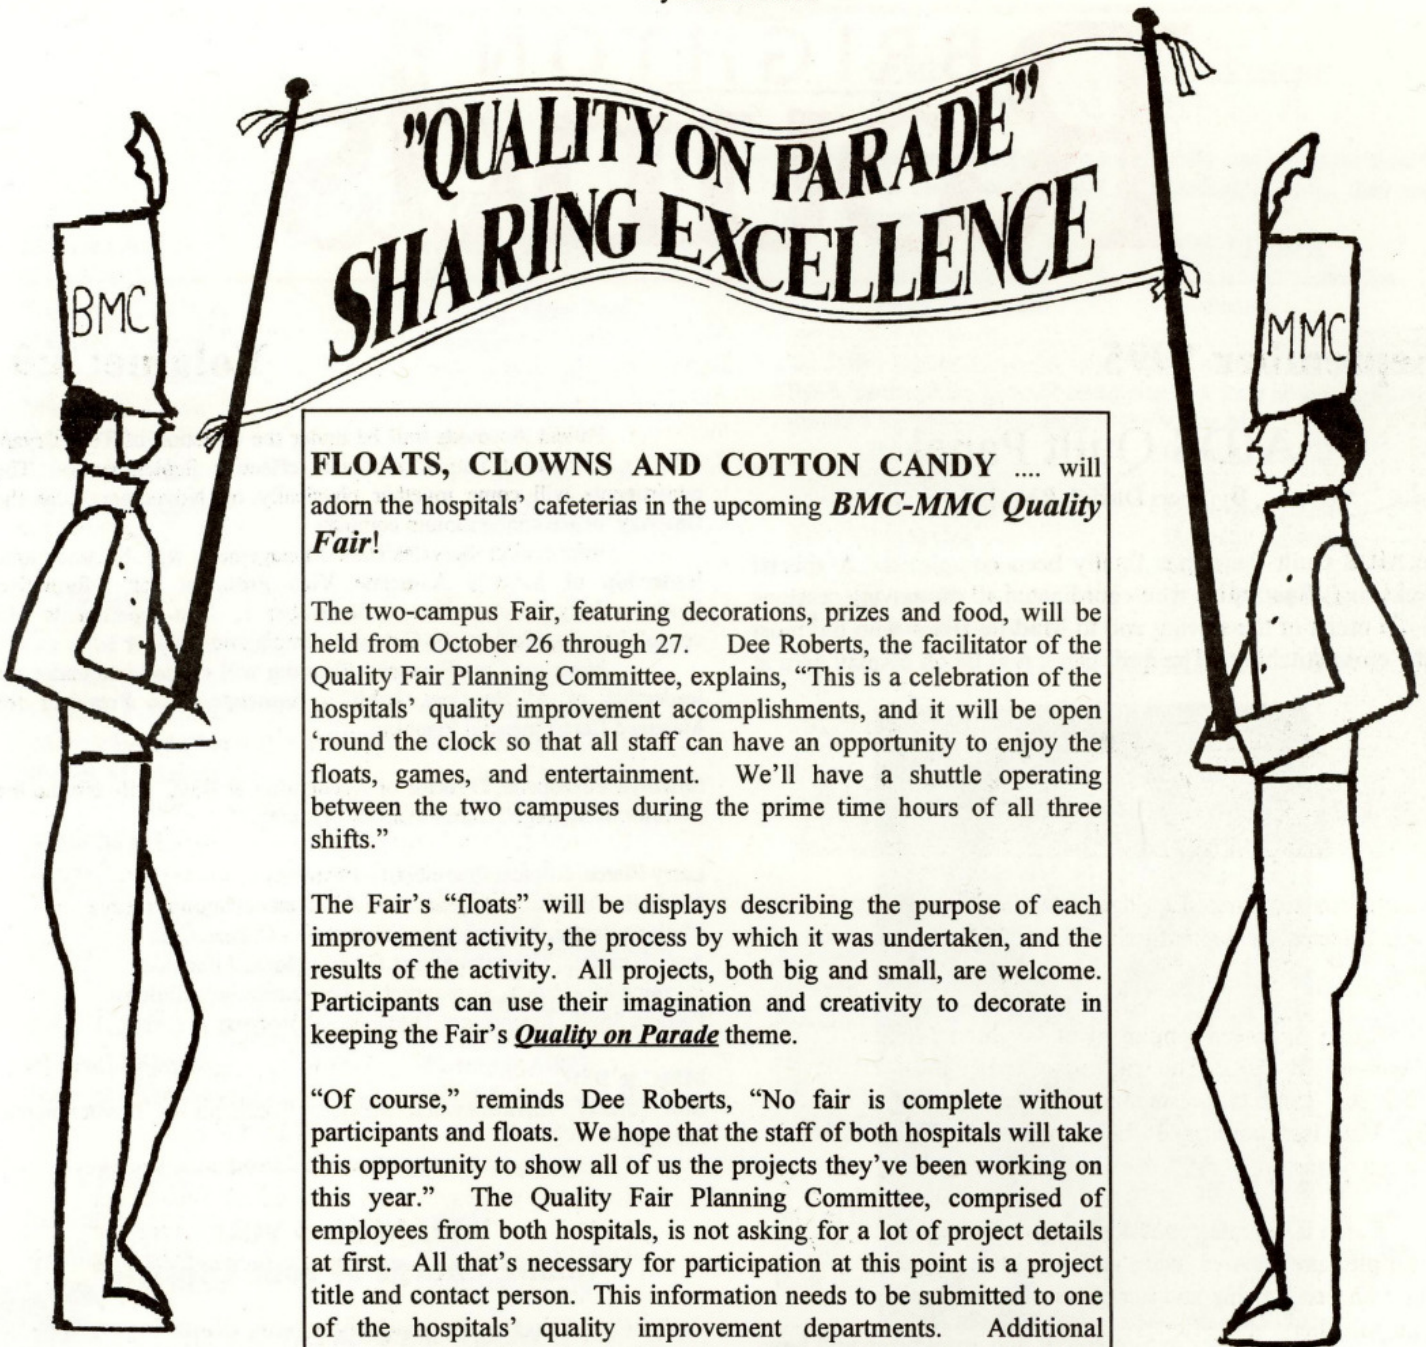 "QUALITY ON PARADE"
SHARING EXCELLENCE
BMC
MMC
FLOATS, CLOWNS AND COTTON CANDY .... will
adorn the hospitals' cafeterias in the upcoming BMC-MMC Quality
Fair!
The two-campus Fair, featuring decorations, prizes and food, will be
held from October 26 through 27. Dee Roberts, the facilitator of the
Quality Fair Planning Committee, explains, “This is a celebration of the
hospitals' quality improvement accomplishments, and it will be open
‘round the clock so that all staff can have an opportunity to enjoy the
floats, games, and entertainment. We'll have a shuttle operating
between the two campuses during the prime time hours of all three
shifts.”
The Fair's “floats” will be displays describing the purpose of each
improvement activity, the process by which it was undertaken, and the
results of the activity. All projects, both big and small, are welcome.
Participants can use their imagination and creativity to decorate in
keeping the Fair's Quality on Parade theme.
“Of course,” reminds Dee Roberts, “No fair is complete without
participants and floats. We hope that the staff of both hospitals will take
this opportunity to show all of us the projects they've been working on
this year.” The Quality Fair Planning Committee, comprised of
employees from both hospitals, is not asking for a lot of project details
at first. All that's necessary for participation at this point is a project
title and contact person. This information needs to be submitted to one
of the hospitals' quality improvement departments. Additional